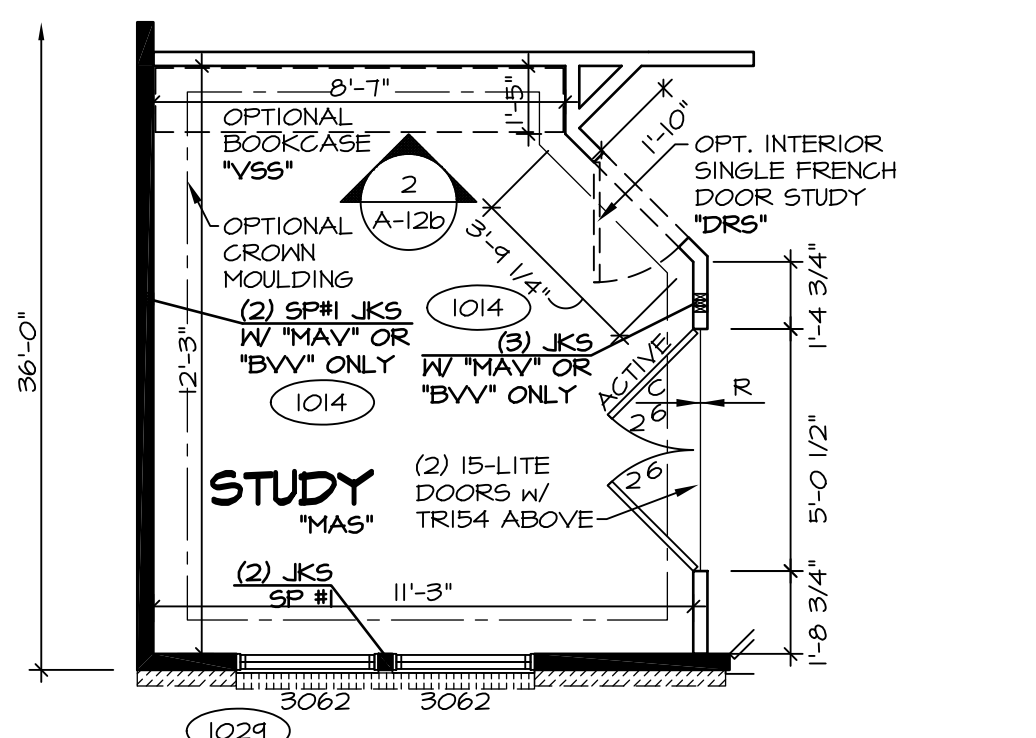 8'-7"
1'-5"
1'-10"
OPTIONAL
BOOKCASE
"VSS"
2
A-12b
OPT. INTERIOR
SINGLE FRENCH
DOOR STUDY
"DRS"
OPTIONAL
CROWN
MOULDING
3'-9 1/4"
1'-4 3/4"
(2) SP#1 JKS
W/ "MAV" OR
"BVV" ONLY
1014
(3) JKS
W/ "MAV" OR
"BVV" ONLY
36'-0"
12'-3"
1014
ACTIVE
C
R
26
26
5'-0 1/2"
STUDY
"MAS"
(2) 15-LITE
DOORS W/
TR154 ABOVE
(2) JKS
SP #1
11'-3"
1'-8 3/4"
3062
3062
1029